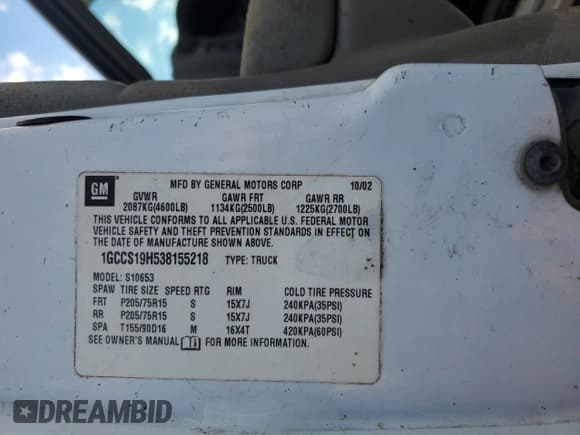 GM
MFD BY GENERAL MOTORS CORP 10/02
GVWR GAWR FRT GAWR RR
2087KG(4600LB) 1134KG(2500LB) 1225KG(2700LB)
THIS VEHICLE CONFORMS TO ALL APPLICABLE U.S. FEDERAL MOTOR
VEHICLE SAFETY AND THEFT PREVENTION STANDARDS IN EFFECT ON
THE DATE OF MANUFACTURE SHOWN ABOVE.
1GCCS19H538155218 TYPE: TRUCK
MODEL: S10653
SPAW TIRE SIZE SPEED RTG RIM COLD TIRE PRESSURE
FRT P205/75R15 S 15X7J 240KPA(35PSI)
RR P205/75R15 S 15X7J 240KPA(35PSI)
SPA T155/90D16 M 16X4T 420KPA(60PSI)
SEE OWNER'S MANUAL FOR MORE INFORMATION.
DREAMBID